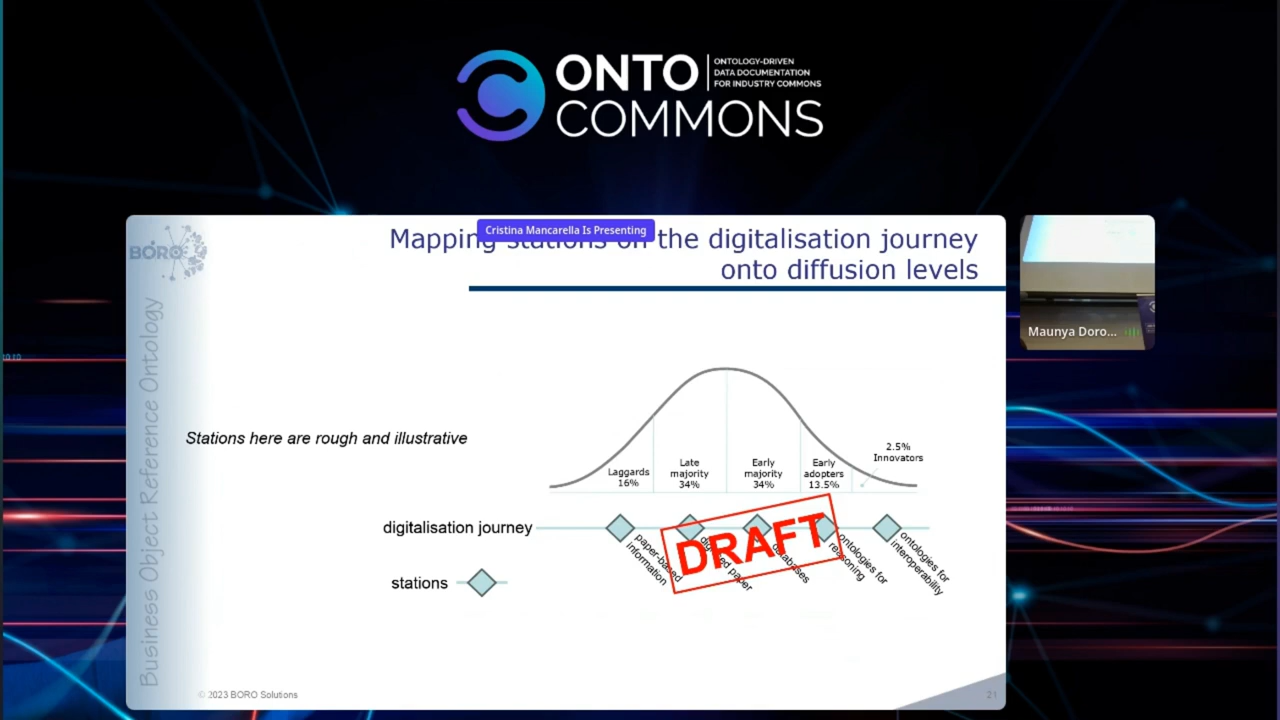 ONTO
COMMONS
ONTOLOGY-DRIVEN
DATA DOCUMENTATION
FOR INDUSTRY COMMONS
Cristina Mancarella Is Presenting
Mapping stations on the digitalisation journey
onto diffusion levels
BORO
Business Object Reference Ontology
Maunya Doro...
Stations here are rough and illustrative
Laggards
16%
Late
majority
34%
Early
majority
34%
Early
adopters
13.5%
2.5%
Innovators
digitalisation journey
paper-based
information
paper
databases
ontologies for
reasoning
ontologies for
interoperability
DRAFT
stations
© 2023 BORO Solutions
21